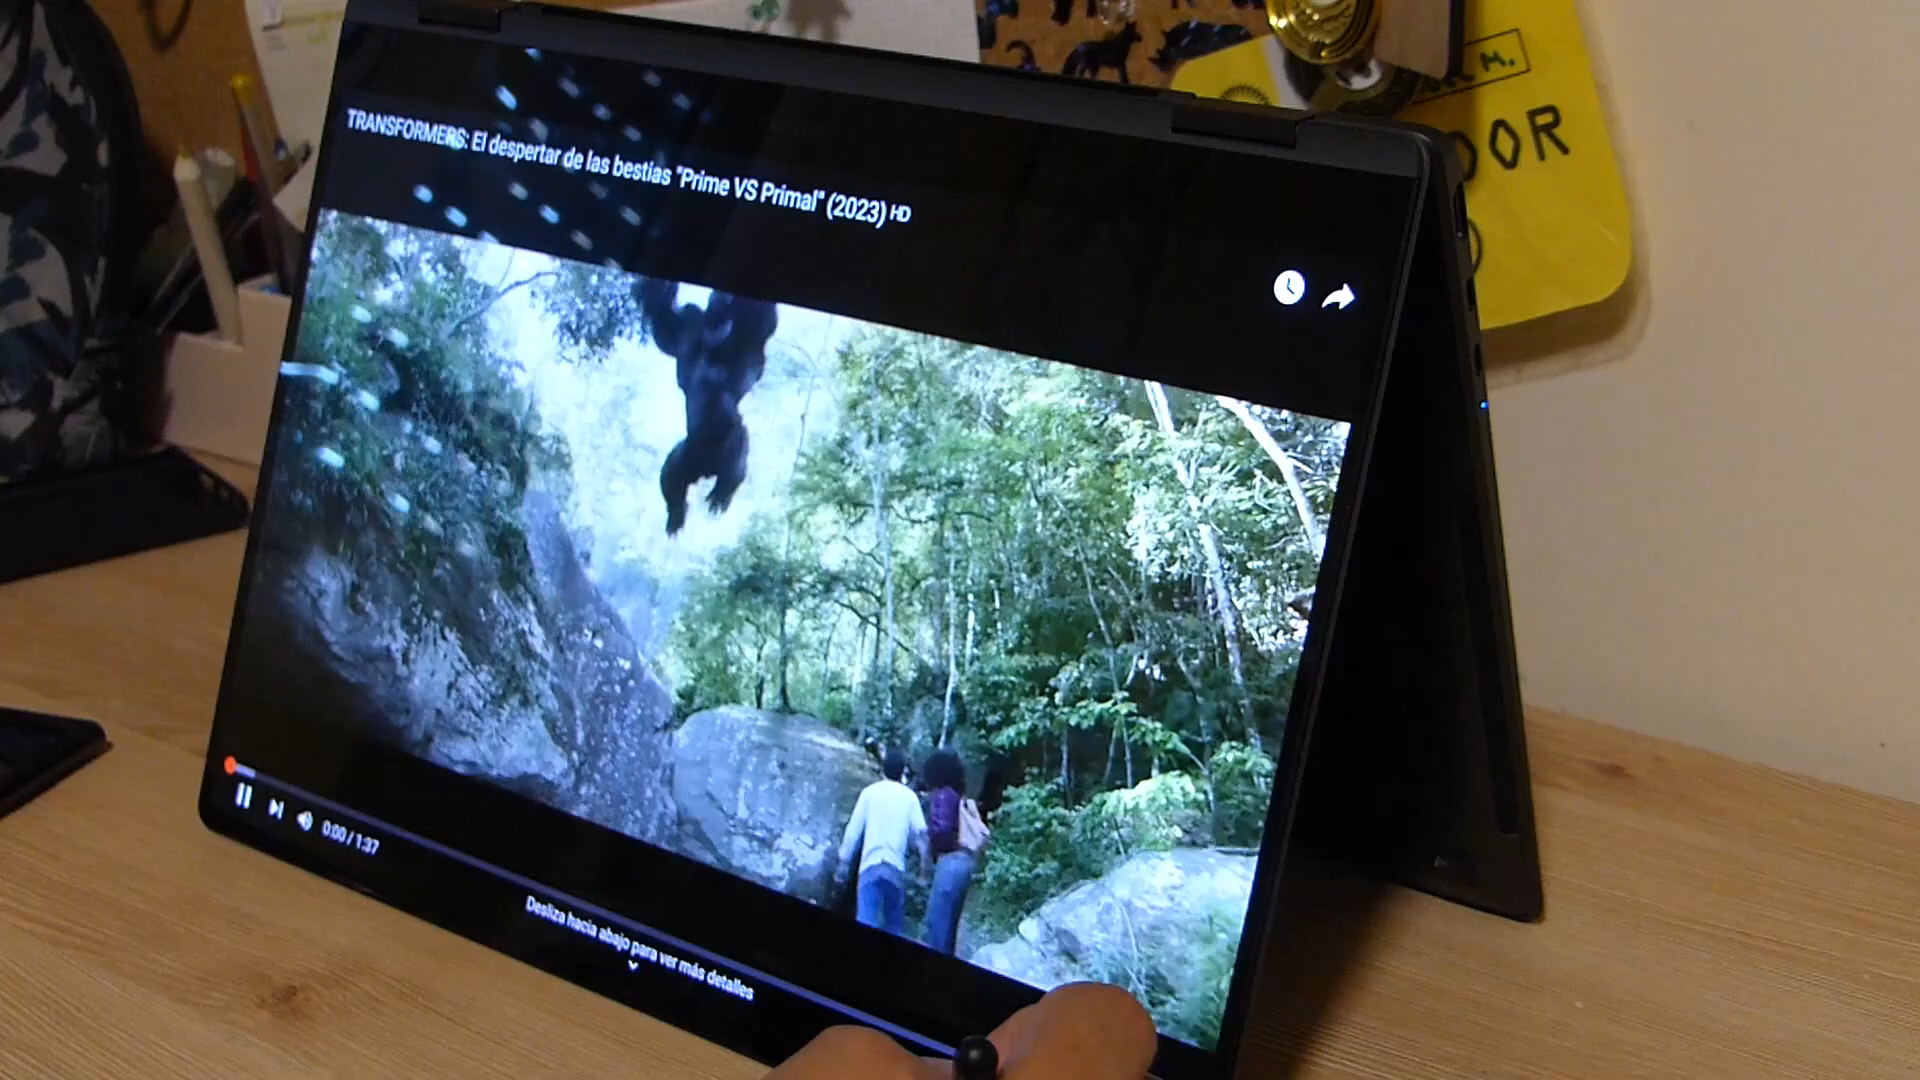 M.
DOR
TRANSFORMERS: El despertar de las bestias "Prime VS Primal" (2023) HD
0:00 / 1:37
Desliza hacia abajo para ver más detalles